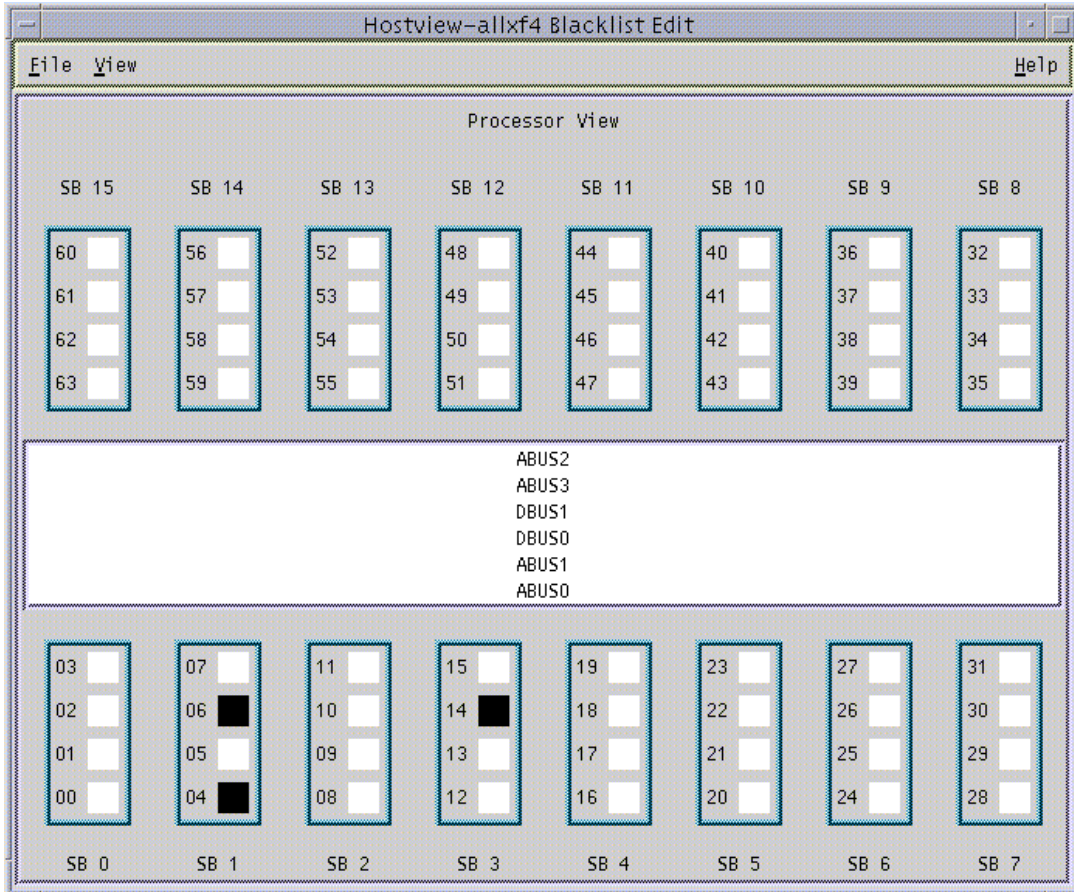 Hostview-allxf4 Blacklist Edit
File View Help
Processor View
SB 15 SB 14 SB 13 SB 12 SB 11 SB 10 SB 9 SB 8
60 56 52 48 44 40 36 32
61 57 53 49 45 41 37 33
62 58 54 50 46 42 38 34
63 59 55 51 47 43 39 35
ABUS2
ABUS3
DBUS1
DBUS0
ABUS1
ABUS0
03 07 11 15 19 23 27 31
02 06 10 14 18 22 26 30
01 05 09 13 17 21 25 29
00 04 08 12 16 20 24 28
SB 0 SB 1 SB 2 SB 3 SB 4 SB 5 SB 6 SB 7